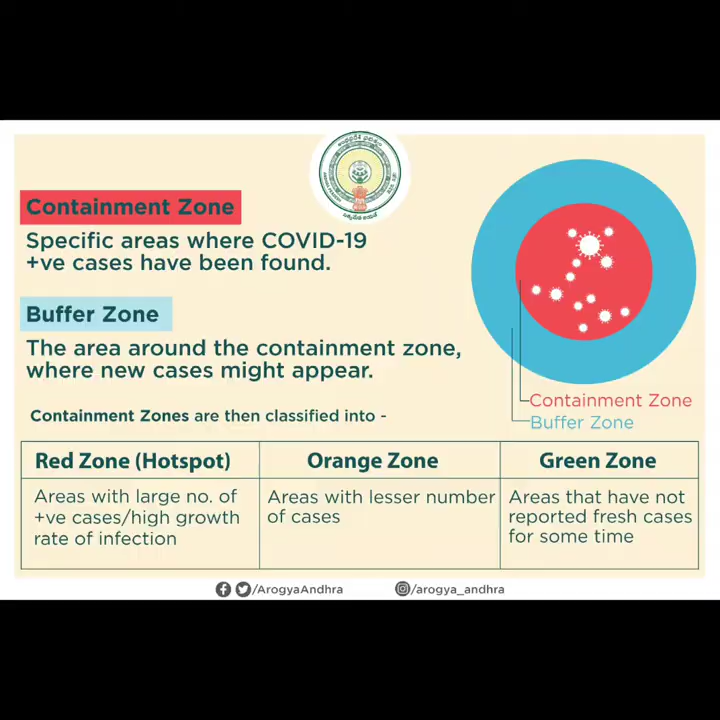 Containment Zone
Specific areas where COVID-19
+ve cases have been found.
Buffer Zone
The area around the containment zone,
where new cases might appear.
Containment Zone
Buffer Zone
Containment Zones are then classified into -
Red Zone (Hotspot)
Orange Zone
Green Zone
Areas with large no. of
+ve cases/high growth
rate of infection
Areas with lesser number
of cases
Areas that have not
reported fresh cases
for some time
/ArogyaAndhra
/arogya_andhra